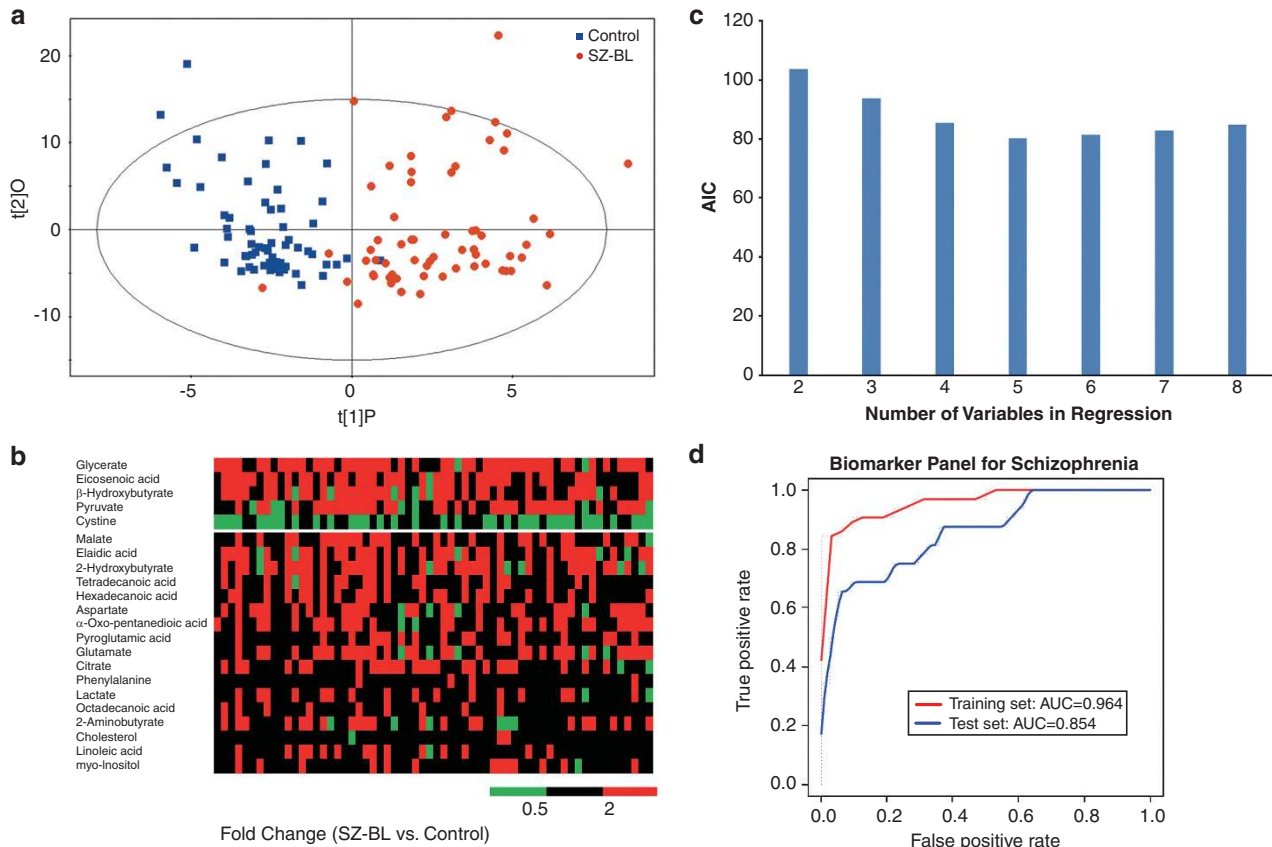 a
Control
SZ-BL
20
10
0
-10
t[2]O
-5
0
5
t[1]P
b
Glycerate
Eicosenoic acid
β-Hydroxybutyrate
Pyruvate
Cystine
Malate
Elaidic acid
2-Hydroxybutyrate
Tetradecanoic acid
Hexadecanoic acid
Aspartate
α-Oxo-pentanedioic acid
Pyroglutamic acid
Glutamate
Citrate
Phenylalanine
Lactate
Octadecanoic acid
2-Aminobutyrate
Cholesterol
Linoleic acid
myo-Inositol
0.5
2
Fold Change (SZ-BL vs. Control)
c
120
100
80
60
40
20
0
AIC
2
3
4
5
6
7
8
Number of Variables in Regression
d
Biomarker Panel for Schizophrenia
1.0
0.8
0.6
0.4
0.2
0.0
True positive rate
Training set: AUC=0.964
Test set: AUC=0.854
0.0
0.2
0.4
0.6
0.8
1.0
False positive rate